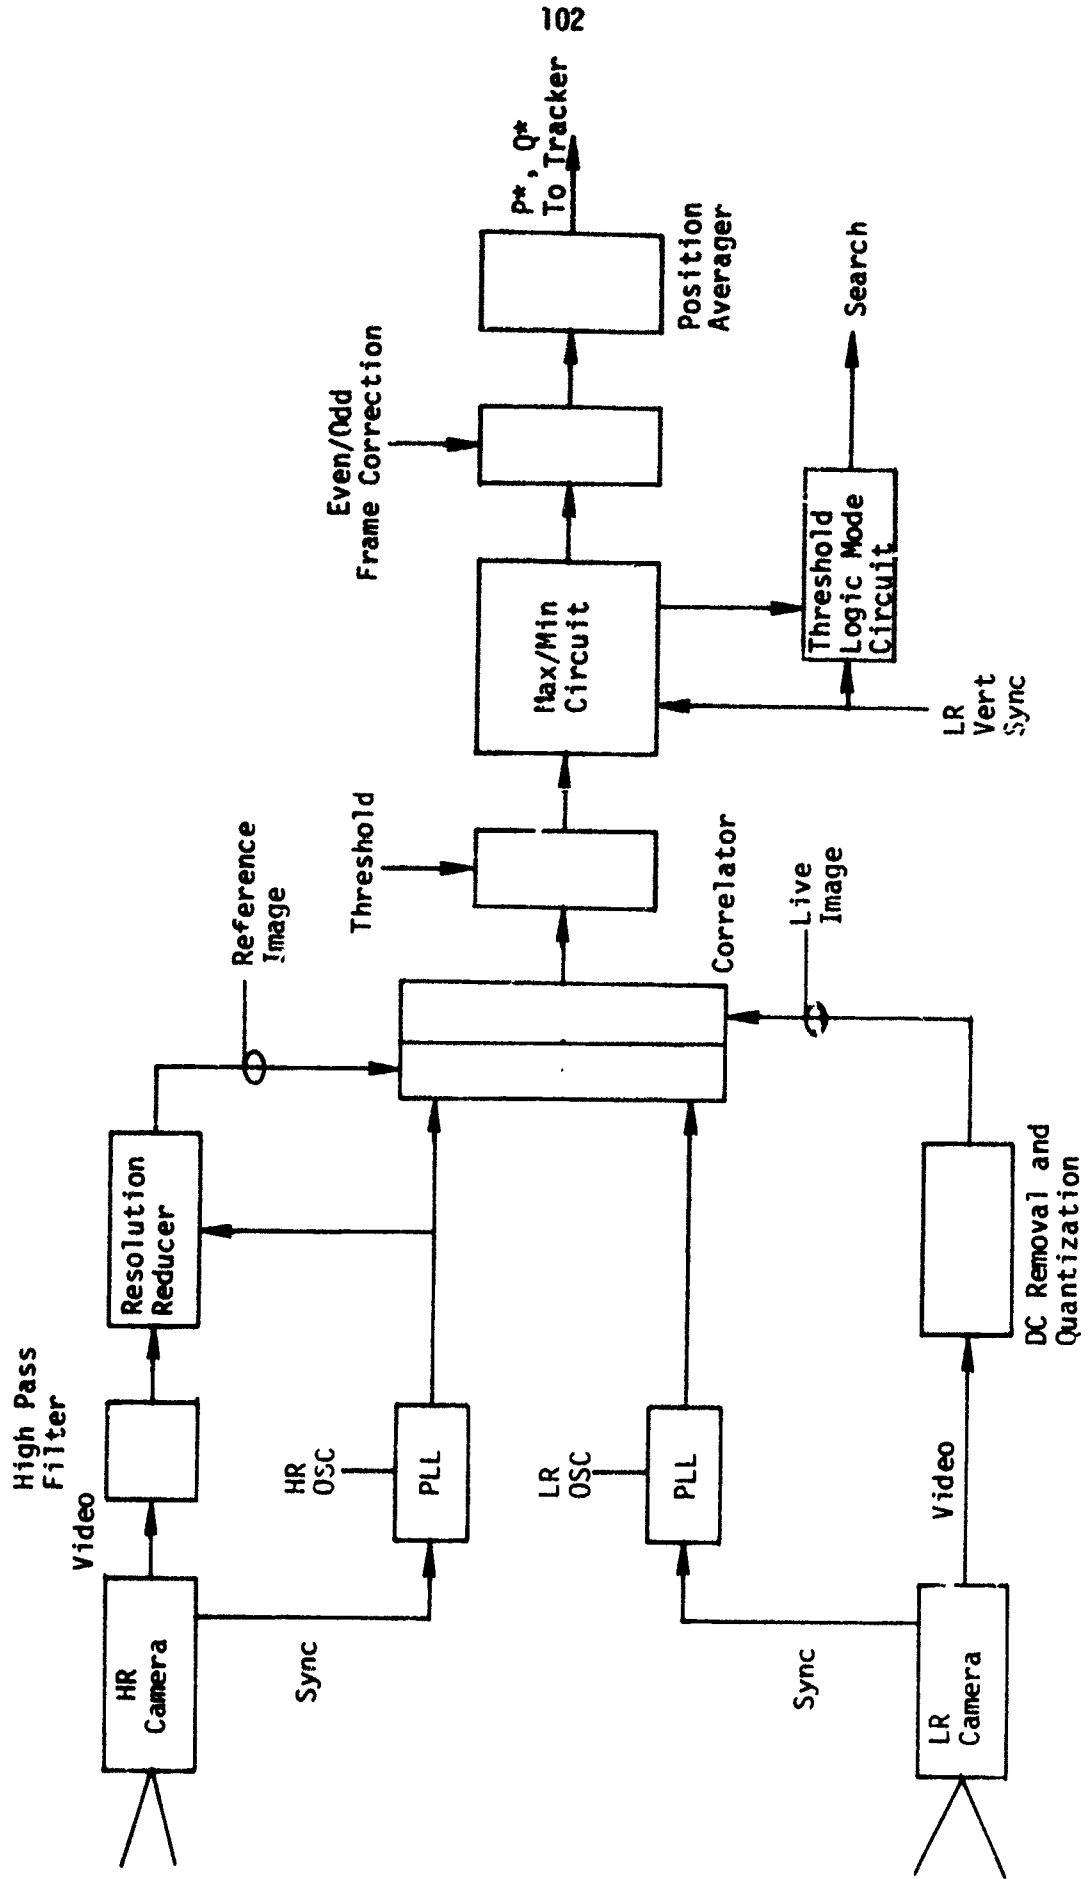 102
High Pass
Filter
Video
HR
Camera
Sync
Resolution
Reducer
Reference
Image
HR
OSC
PLL
LR
OSC
PLL
Sync
LR
Camera
Video
DC Removal and
Quantization
Live
Image
Correlator
Threshold
Max/Min
Circuit
LR
Vert
Sync
Threshold
Logic Mode
Circuit
Search
Even/Odd
Frame Correction
Position
Averager
P*, Q*
To Tracker